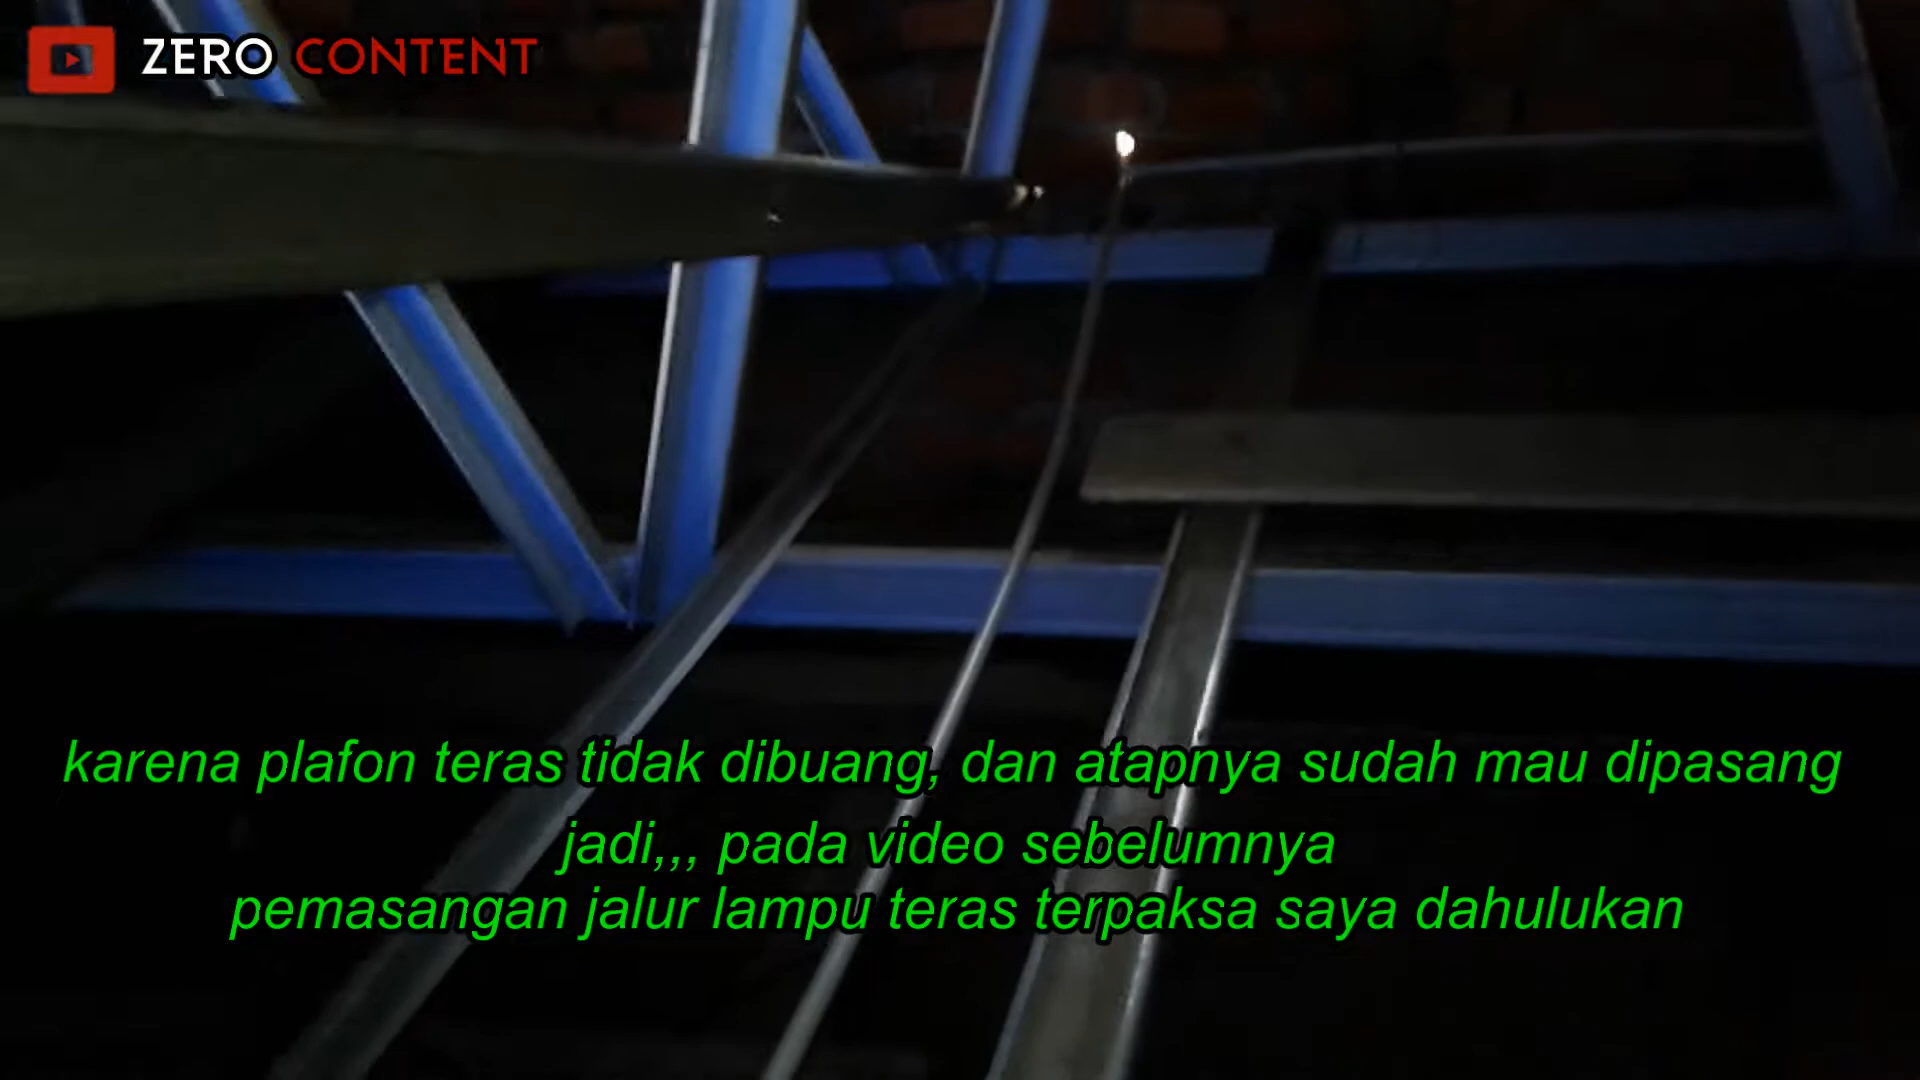 ZERO CONTENT
karena plafon teras tidak dibuang, dan atapnya sudah mau dipasang
jadi,,, pada video sebelumnya
pemasangan jalur lampu teras terpaksa saya dahulukan